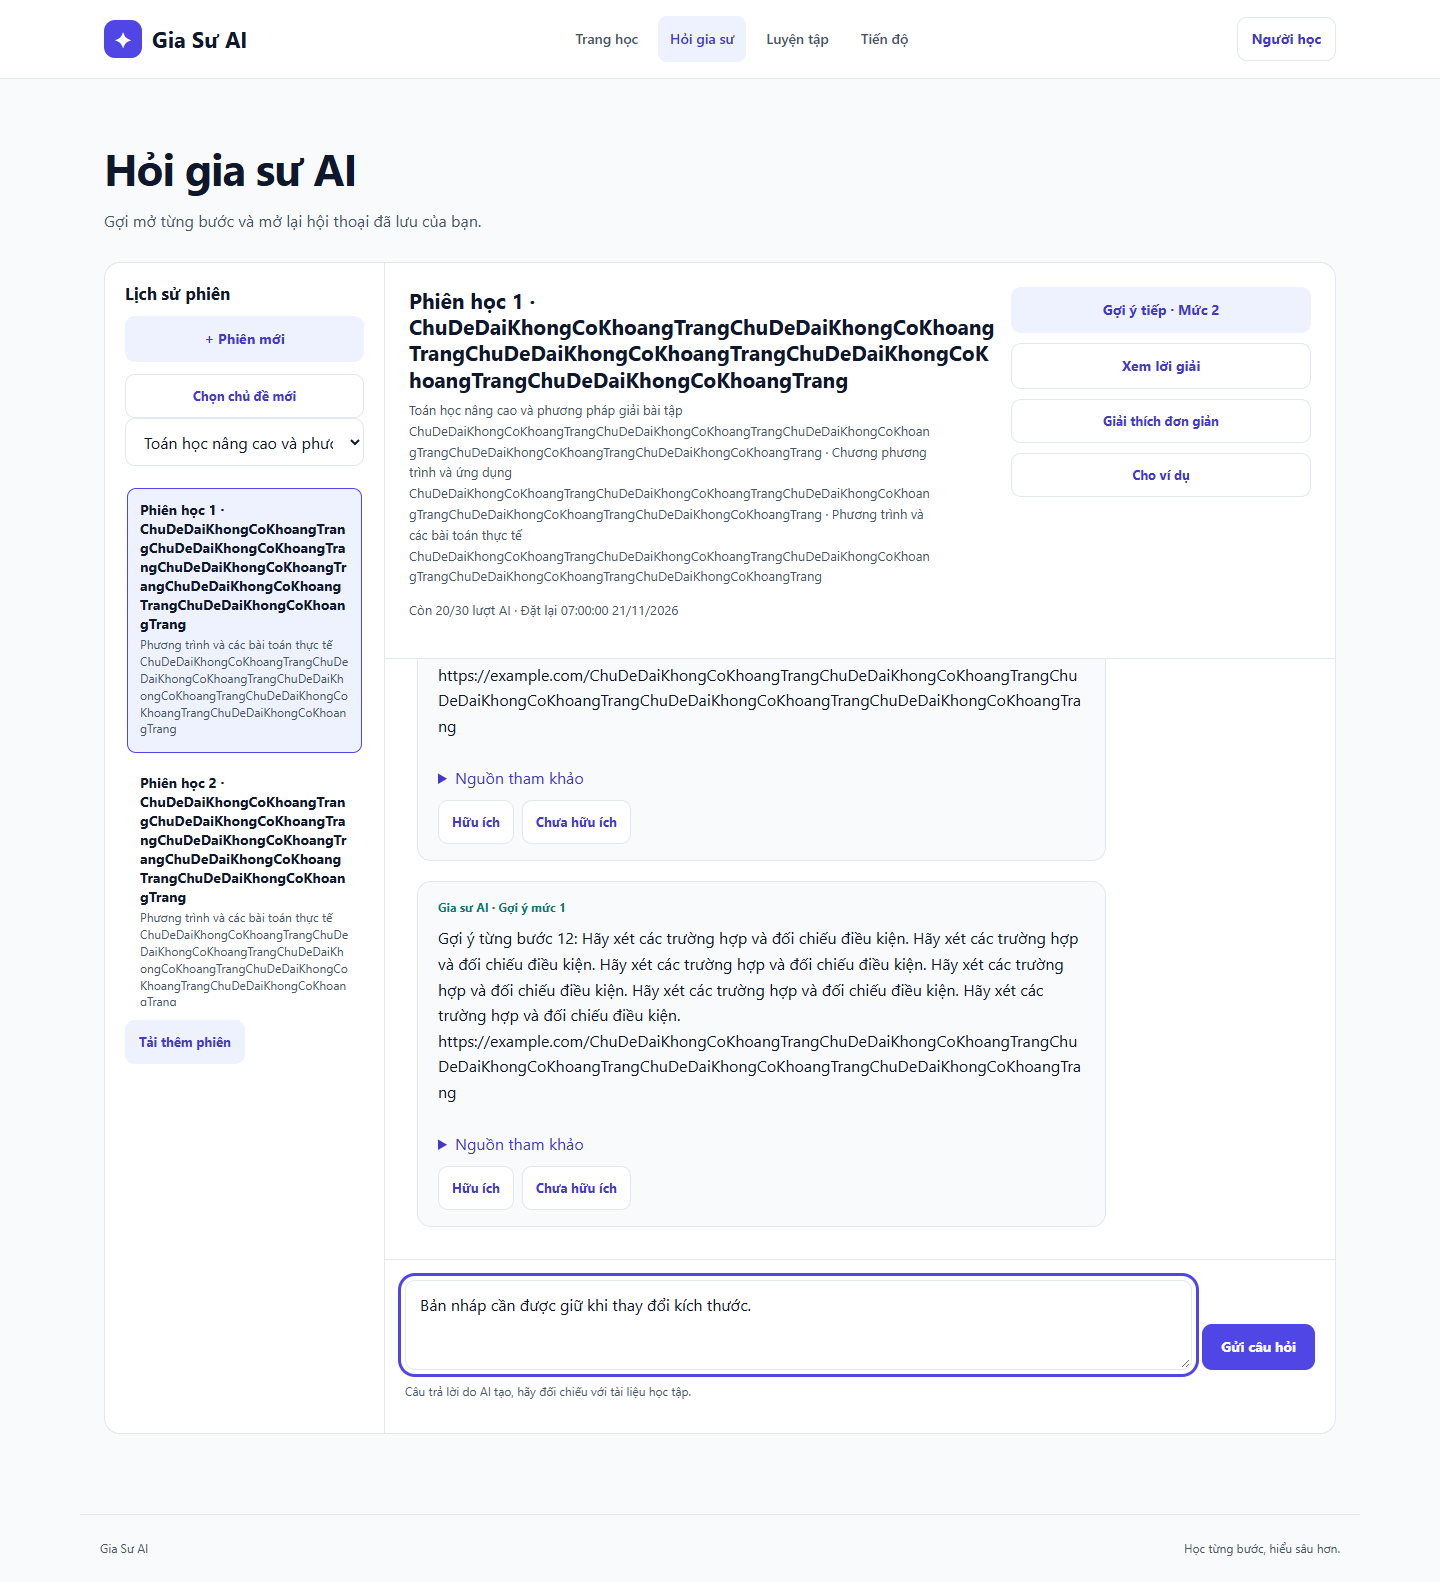 Gia Sư AI
Trang học
Hỏi gia sư
Luyện tập
Tiến độ
Người học
Hỏi gia sư AI
Gợi mở từng bước và mở lại hội thoại đã lưu của bạn.
Lịch sử phiên
+ Phiên mới
Chọn chủ đề mới
Toán học nâng cao và phươ
Phiên học 1 ·
ChuDeDaiKhongCoKhoangTran
gChuDeDaiKhongCoKhoangTra
ngChuDeDaiKhongCoKhoangTr
angChuDeDaiKhongCoKhoang
TrangChuDeDaiKhongCoKhoan
gTrang
Phương trình và các bài toán thực tế
ChuDeDaiKhongCoKhoangTrangChuDe
DaiKhongCoKhoangTrangChuDeDaiKh
ongCoKhoangTrangChuDeDaiKhongCo
KhoangTrangChuDeDaiKhongCoKhoan
gTrang
Phiên học 2 ·
ChuDeDaiKhongCoKhoangTran
gChuDeDaiKhongCoKhoangTra
ngChuDeDaiKhongCoKhoangTr
angChuDeDaiKhongCoKhoang
TrangChuDeDaiKhongCoKhoan
gTrang
Phương trình và các bài toán thực tế
ChuDeDaiKhongCoKhoangTrangChuDe
DaiKhongCoKhoangTrangChuDeDaiKh
ongCoKhoangTrangChuDeDaiKhongCo
KhoangTrangChuDeDaiKhongCoKhoan
gTrang
Tải thêm phiên
Phiên học 1 ·
ChuDeDaiKhongCoKhoangTrangChuDeDaiKhongCoKhoang
TrangChuDeDaiKhongCoKhoangTrangChuDeDaiKhongCoK
hoangTrangChuDeDaiKhongCoKhoangTrang
Toán học nâng cao và phương pháp giải bài tập
ChuDeDaiKhongCoKhoangTrangChuDeDaiKhongCoKhoangTrangChuDeDaiKhongCoKhoan
gTrangChuDeDaiKhongCoKhoangTrangChuDeDaiKhongCoKhoangTrang · Chương phương
trình và ứng dụng
ChuDeDaiKhongCoKhoangTrangChuDeDaiKhongCoKhoangTrangChuDeDaiKhongCoKhoan
gTrangChuDeDaiKhongCoKhoangTrangChuDeDaiKhongCoKhoangTrang · Phương trình và
các bài toán thực tế
ChuDeDaiKhongCoKhoangTrangChuDeDaiKhongCoKhoangTrangChuDeDaiKhongCoKhoan
gTrangChuDeDaiKhongCoKhoangTrangChuDeDaiKhongCoKhoangTrang
Còn 20/30 lượt AI · Đặt lại 07:00:00 21/11/2026
Gợi ý tiếp · Mức 2
Xem lời giải
Giải thích đơn giản
Cho ví dụ
https://example.com/ChuDeDaiKhongCoKhoangTrangChuDeDaiKhongCoKhoangTrangChu
DeDaiKhongCoKhoangTrangChuDeDaiKhongCoKhoangTrangChuDeDaiKhongCoKhoangTra
ng
Nguồn tham khảo
Hữu ích
Chưa hữu ích
Gia sư AI · Gợi ý mức 1
Gợi ý từng bước 12: Hãy xét các trường hợp và đối chiếu điều kiện. Hãy xét các trường hợp
và đối chiếu điều kiện. Hãy xét các trường hợp và đối chiếu điều kiện. Hãy xét các trường
hợp và đối chiếu điều kiện. Hãy xét các trường hợp và đối chiếu điều kiện. Hãy xét các
trường hợp và đối chiếu điều kiện.
https://example.com/ChuDeDaiKhongCoKhoangTrangChuDeDaiKhongCoKhoangTrangChu
DeDaiKhongCoKhoangTrangChuDeDaiKhongCoKhoangTrangChuDeDaiKhongCoKhoangTra
ng
Nguồn tham khảo
Hữu ích
Chưa hữu ích
Bản nháp cần được giữ khi thay đổi kích thước.
Gửi câu hỏi
Câu trả lời do AI tạo, hãy đối chiếu với tài liệu học tập.
Gia Sư AI
Học từng bước, hiểu sâu hơn.